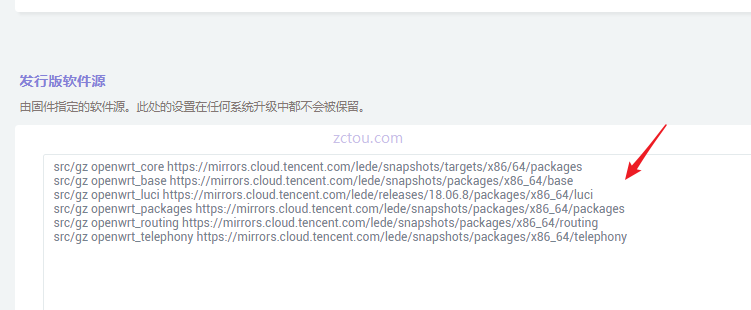 发行版软件源
由固件指定的软件源。此处的设置在任何系统升级中都不会被保留。
zctou.com
src/gz openwrt_core https://mirrors.cloud.tencent.com/lede/snapshots/targets/x86/64/packages
src/gz openwrt_base https://mirrors.cloud.tencent.com/lede/snapshots/packages/x86_64/base
src/gz openwrt_luci https://mirrors.cloud.tencent.com/lede/releases/18.06.8/packages/x86_64/luci
src/gz openwrt_packages https://mirrors.cloud.tencent.com/lede/snapshots/packages/x86_64/packages
src/gz openwrt_routing https://mirrors.cloud.tencent.com/lede/snapshots/packages/x86_64/routing
src/gz openwrt_telephony https://mirrors.cloud.tencent.com/lede/snapshots/packages/x86_64/telephony